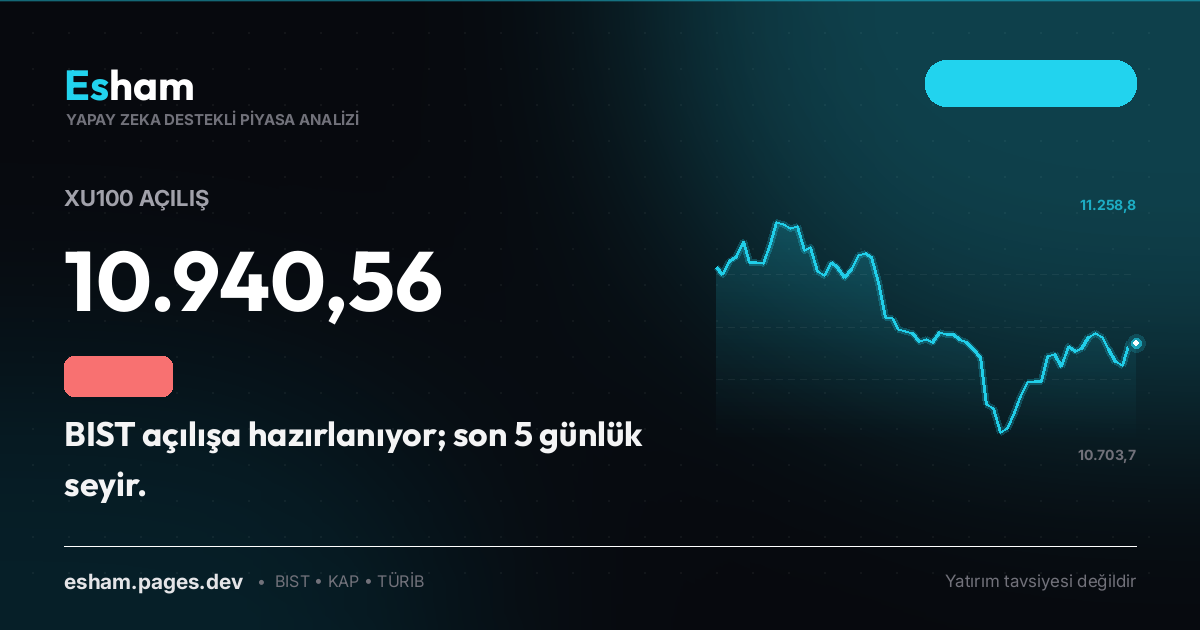 Esham
YAPAY ZEKA DESTEKLİ PİYASA ANALİZİ
XU100 AÇILIŞ
10.940,56
BIST açılışa hazırlanıyor; son 5 günlük
seyir.
11.258,8
10.703,7
esham.pages.dev • BIST • KAP • TÜRİB
Yatırım tavsiyesi değildir